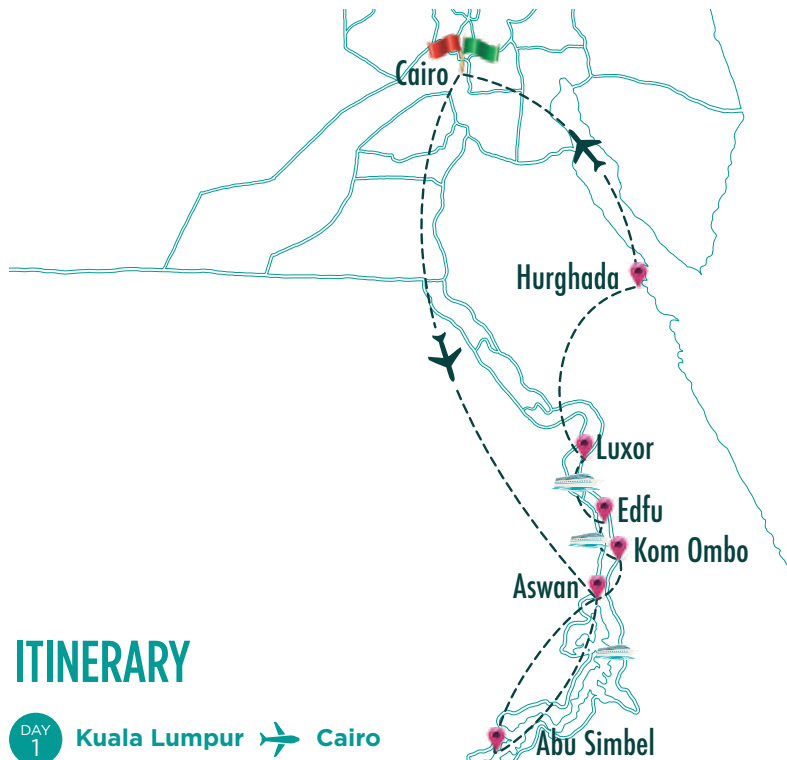 Cairo
Hurghada
Luxor
Edfu
Kom Ombo
Aswan
Abu Simbel
ITINERARY
DAY
1
Kuala Lumpur Cairo